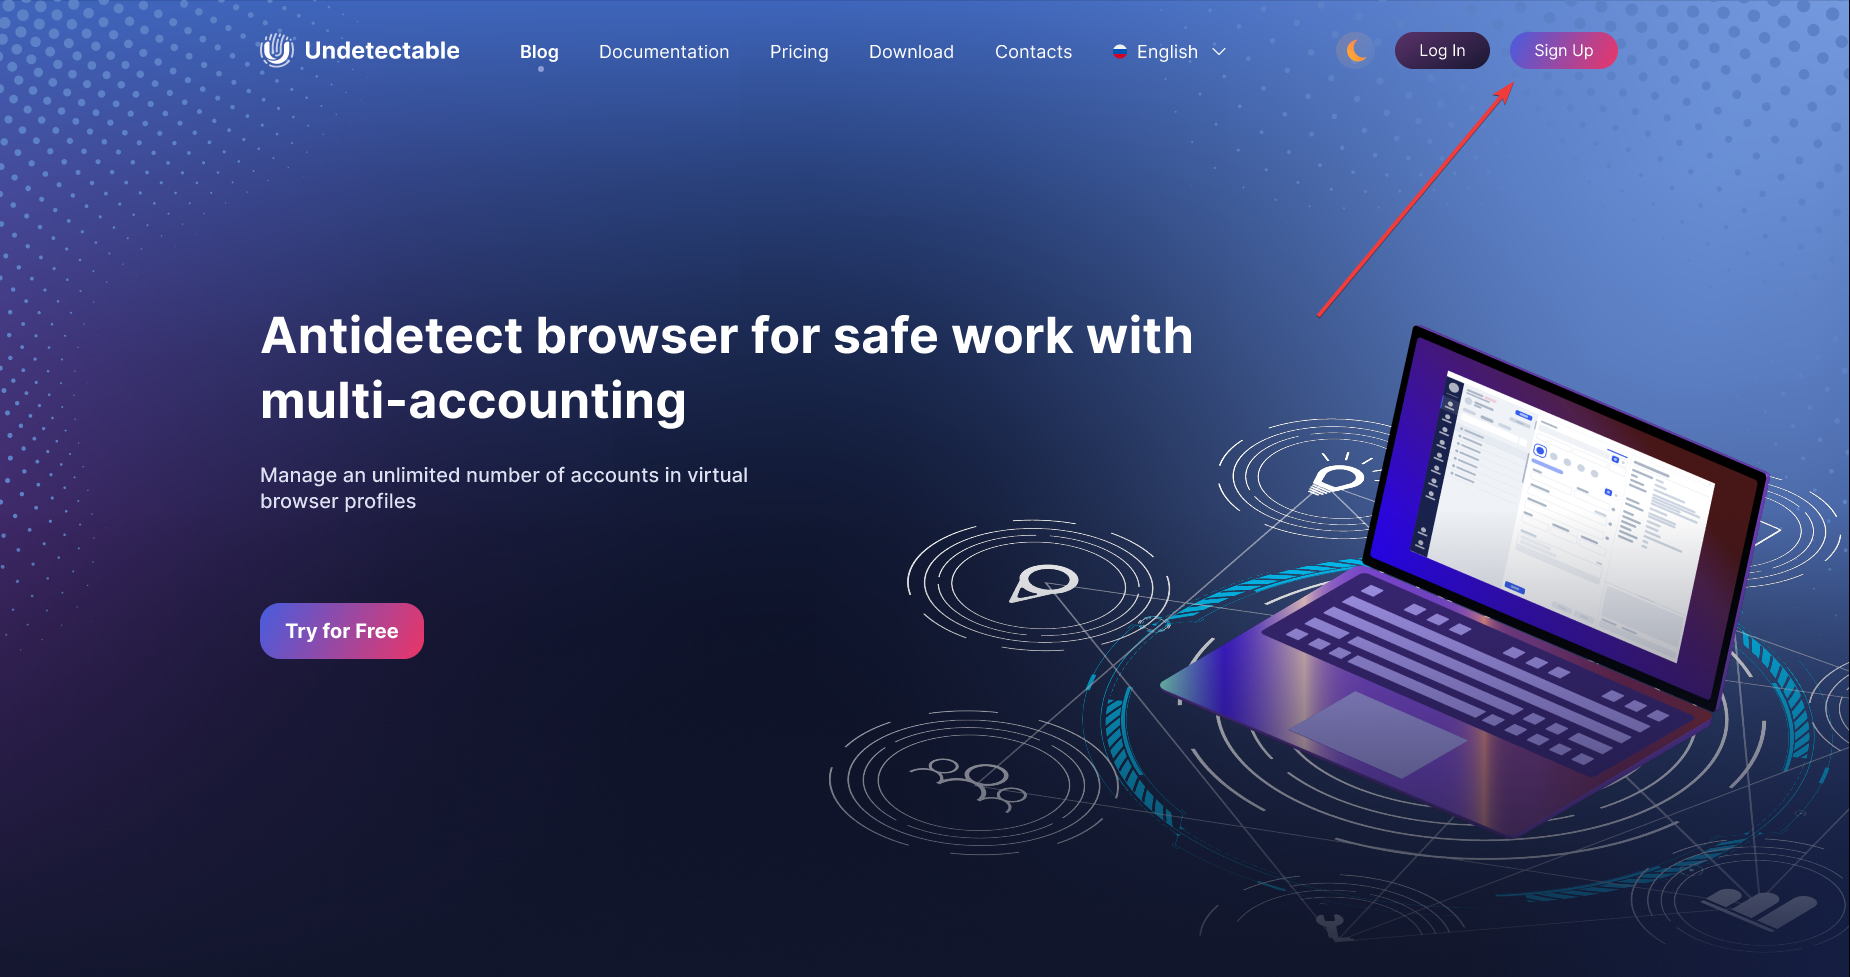 Undetectable
Blog
Documentation
Pricing
Download
Contacts
English
Log In
Sign Up
Antidetect browser for safe work with
multi-accounting
Manage an unlimited number of accounts in virtual
browser profiles
Try for Free